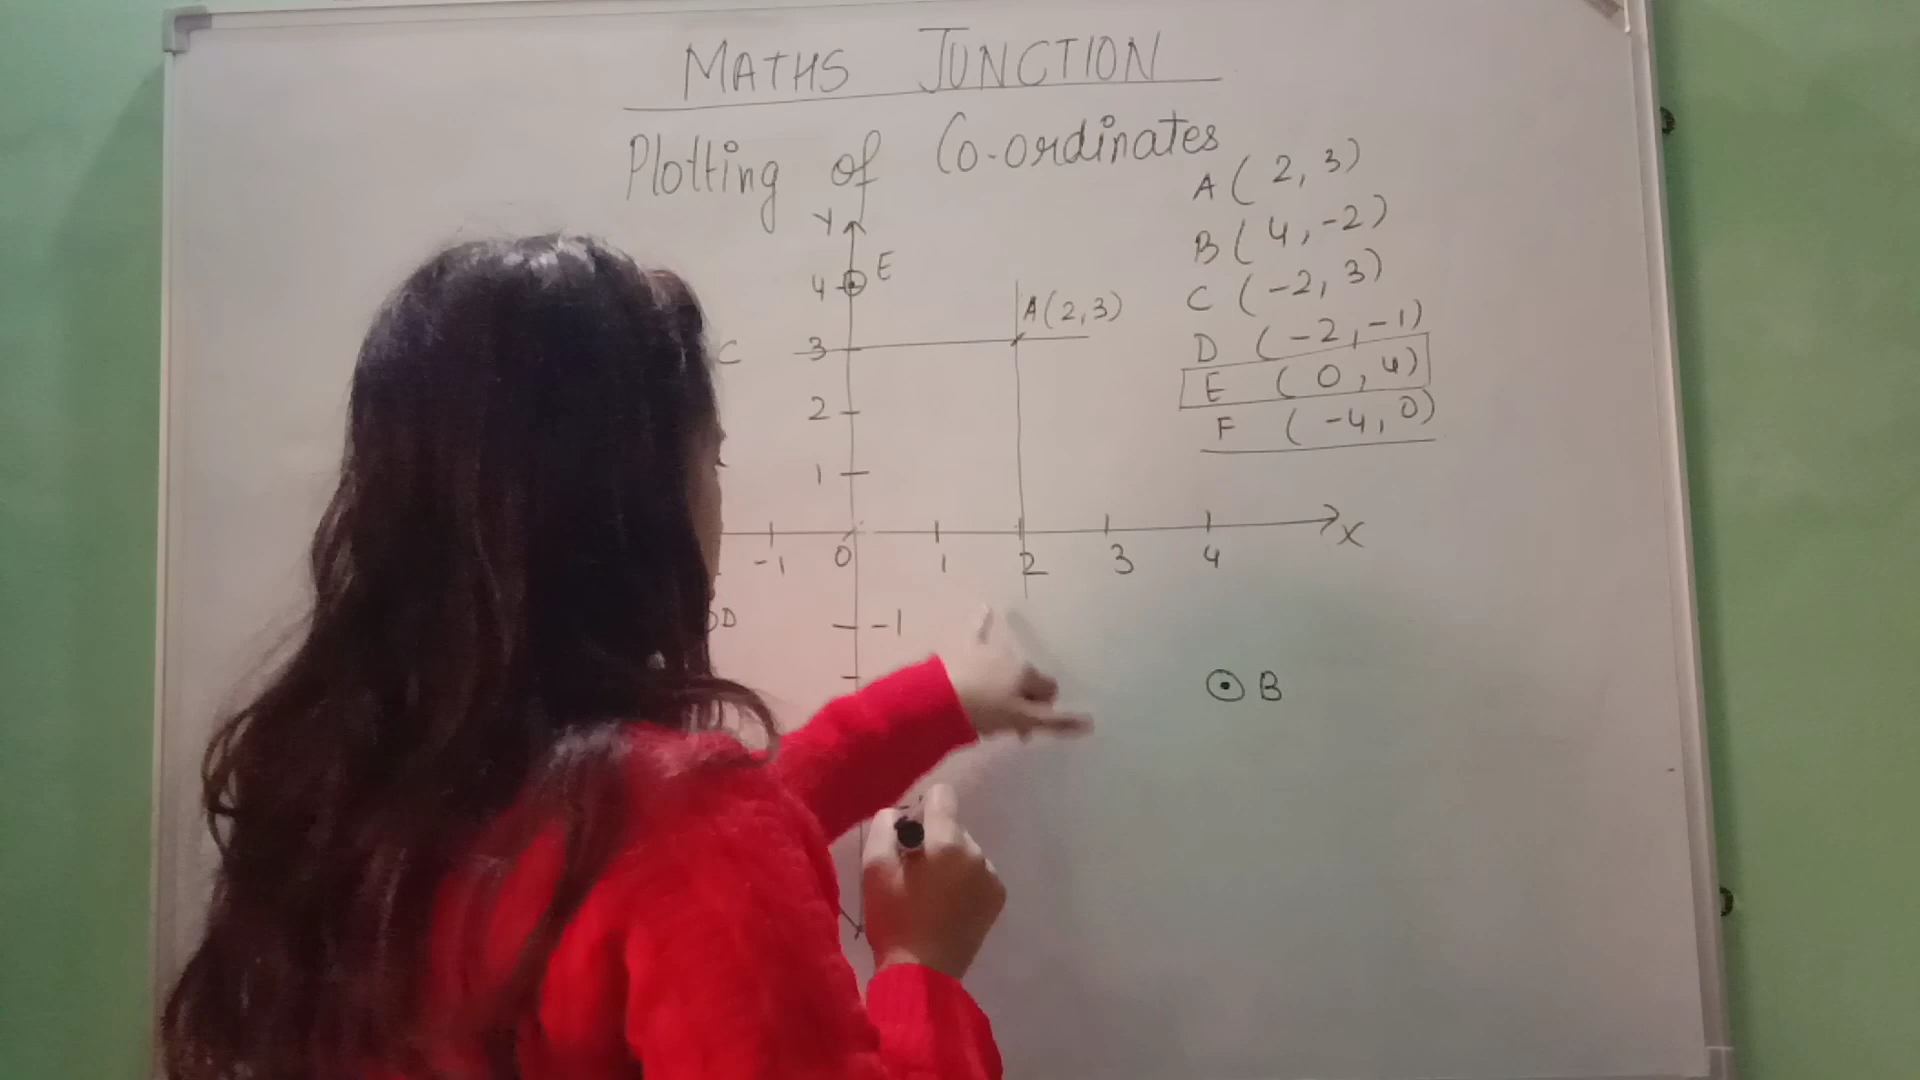 MATHS JUNCTION
Plotting of Co-ordinates
A ( 2, 3)
B ( 4, -2)
C (-2, 3)
D (-2, -1)
E ( 0, 4)
F ( -4, 0)
Y
4 E
A(2,3)
C 3
2
1
X
-1 0 1 2 3 4
D -1
B